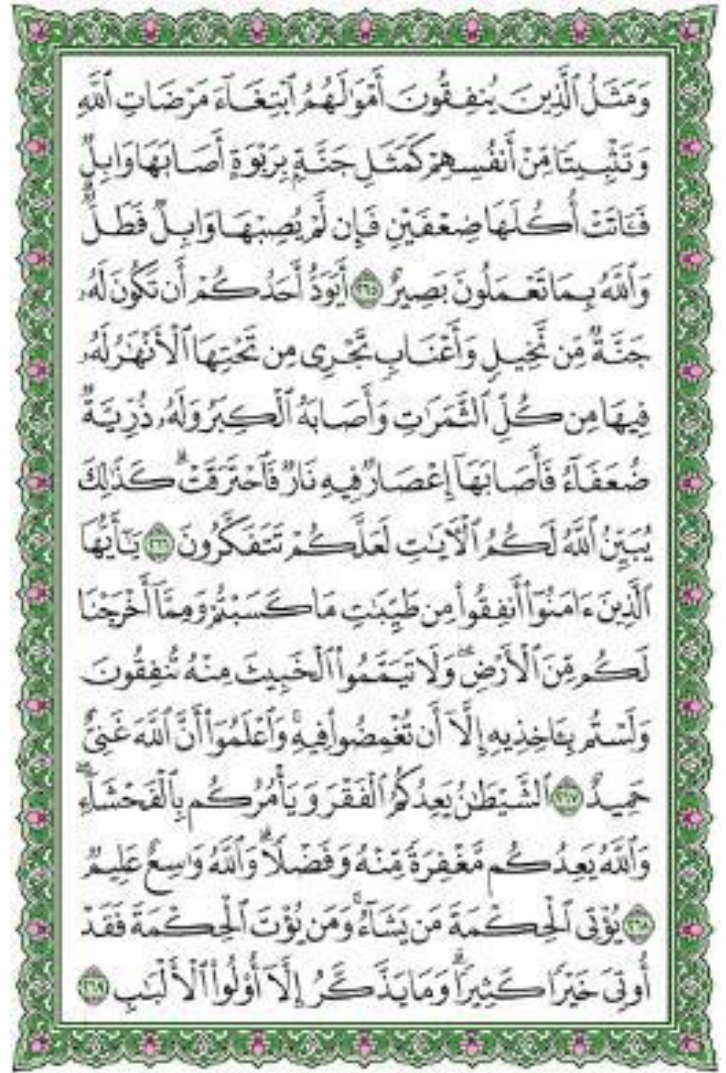 وَمَثَلُ ٱلَّذِينَ يُنفِقُونَ أَمْوَٰلَهُمُ ٱبْتِغَآءَ مَرْضَاتِ ٱللَّهِ
وَتَثْبِيتًا مِّنْ أَنفُسِهِمْ كَمَثَلِ جَنَّةٍۭ بِرَبْوَةٍ أَصَابَهَا وَابِلٌ
فَـَٔاتَتْ أُكُلَهَا ضِعْفَيْنِ فَإِن لَّمْ يُصِبْهَا وَابِلٌ فَطَلٌّ
وَٱللَّهُ بِمَا تَعْمَلُونَ بَصِيرٌ ٢٦٥ أَيَوَدُّ أَحَدُكُمْ أَن تَكُونَ لَهُۥ
جَنَّةٌ مِّن نَّخِيلٍ وَأَعْنَابٍ تَجْرِى مِن تَحْتِهَا ٱلْأَنْهَٰرُ لَهُۥ
فِيهَا مِن كُلِّ ٱلثَّمَرَٰتِ وَأَصَابَهُ ٱلْكِبَرُ وَلَهُۥ ذُرِّيَّةٌ
ضُعَفَآءُ فَأَصَابَهَآ إِعْصَارٌ فِيهِ نَارٌ فَٱحْتَرَقَتْ ۗ كَذَٰلِكَ
يُبَيِّنُ ٱللَّهُ لَكُمُ ٱلْـَٔايَٰتِ لَعَلَّكُمْ تَتَفَكَّرُونَ ٢٦٦ يَٰٓأَيُّهَا
ٱلَّذِينَ ءَامَنُوٓا۟ أَنفِقُوا۟ مِن طَيِّبَٰتِ مَا كَسَبْتُمْ وَمِمَّآ أَخْرَجْنَا
لَكُم مِّنَ ٱلْأَرْضِ ۖ وَلَا تَيَمَّمُوا۟ ٱلْخَبِيثَ مِنْهُ تُنفِقُونَ
وَلَسْتُم بِـَٔاخِذِيهِ إِلَّآ أَن تُغْمِضُوا۟ فِيهِ ۚ وَٱعْلَمُوٓا۟ أَنَّ ٱللَّهَ غَنِىٌّ
حَمِيدٌ ٢٦٧ ٱلشَّيْطَٰنُ يَعِدُكُمُ ٱلْفَقْرَ وَيَأْمُرُكُم بِٱلْفَحْشَآءِ ۖ
وَٱللَّهُ يَعِدُكُم مَّغْفِرَةً مِّنْهُ وَفَضْلًا ۗ وَٱللَّهُ وَٰسِعٌ عَلِيمٌ
٢٦٨ يُؤْتِى ٱلْحِكْمَةَ مَن يَشَآءُ ۚ وَمَن يُؤْتَ ٱلْحِكْمَةَ فَقَدْ
أُوتِىَ خَيْرًا كَثِيرًا ۗ وَمَا يَذَّكَّرُ إِلَّآ أُو۟لُوا۟ ٱلْأَلْبَٰبِ ٢٦٩